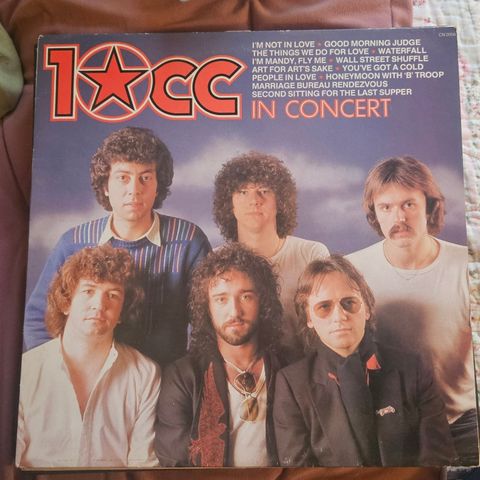 CN 2056
10CC
I'M NOT IN LOVE ★ GOOD MORNING JUDGE
THE THINGS WE DO FOR LOVE ★ WATERFALL
I'M MANDY, FLY ME ★ WALL STREET SHUFFLE
ART FOR ART'S SAKE ★ YOU'VE GOT A COLD
PEOPLE IN LOVE ★ HONEYMOON WITH 'B' TROOP
MARRIAGE BUREAU RENDEZVOUS
SECOND SITTING FOR THE LAST SUPPER
IN CONCERT